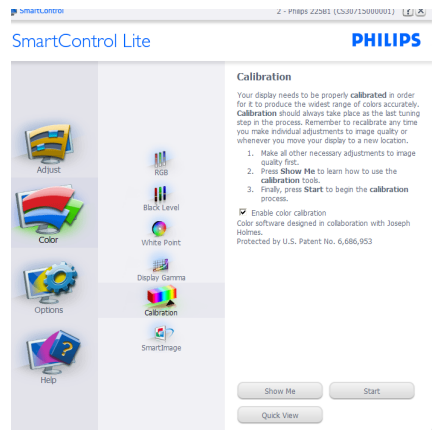 SmartControl
2 - Philips 225B1 (CS30715000001)
SmartControl Lite
PHILIPS
Adjust
Color
Options
Help
RGB
Black Level
White Point
Display Gamma
Calibration
SmartImage
Calibration
Your display needs to be properly calibrated in order
for it to produce the widest range of colors accurately.
Calibration should always take place as the last tuning
step in the process. Remember to recalibrate any time
you make individual adjustments to image quality or
whenever you move your display to a new location.
1. Make all other necessary adjustments to image
quality first.
2. Press Show Me to learn how to use the
calibration tools.
3. Finally, press Start to begin the calibration
process.
Enable color calibration
Color software designed in collaboration with Joseph
Holmes.
Protected by U.S. Patent No. 6,686,953
Show Me
Start
Quick View